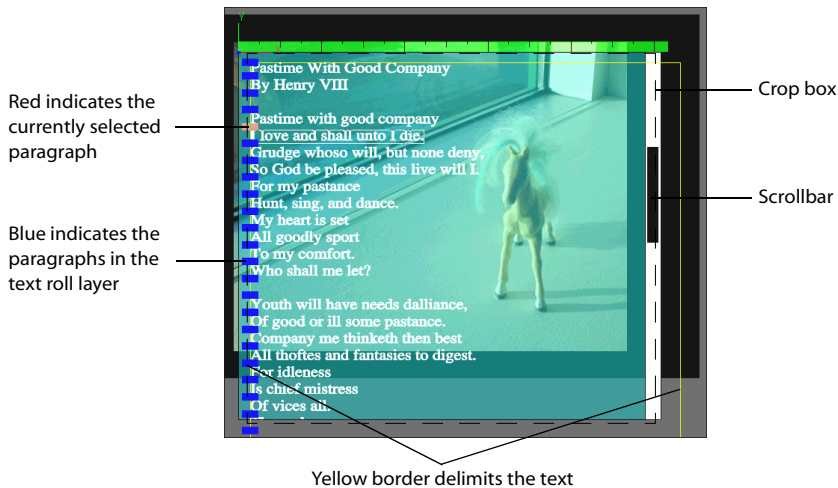 Y
Pastime With Good Company
By Henry VIII
Pastime with good company
I love and shall unto I die.
Grudge whoso will, but none deny,
So God be pleased, this live will I.
For my pastance
Hunt, sing, and dance.
My heart is set
All goodly sport
To my comfort.
Who shall me let?
Youth will have needs dalliance,
Of good or ill some pastance.
Company me thinketh then best
All thoftes and fantasies to digest.
For idleness
Is chief mistress
Of vices all.
Red indicates the
currently selected
paragraph
Blue indicates the
paragraphs in the
text roll layer
Crop box
Scrollbar
Yellow border delimits the text